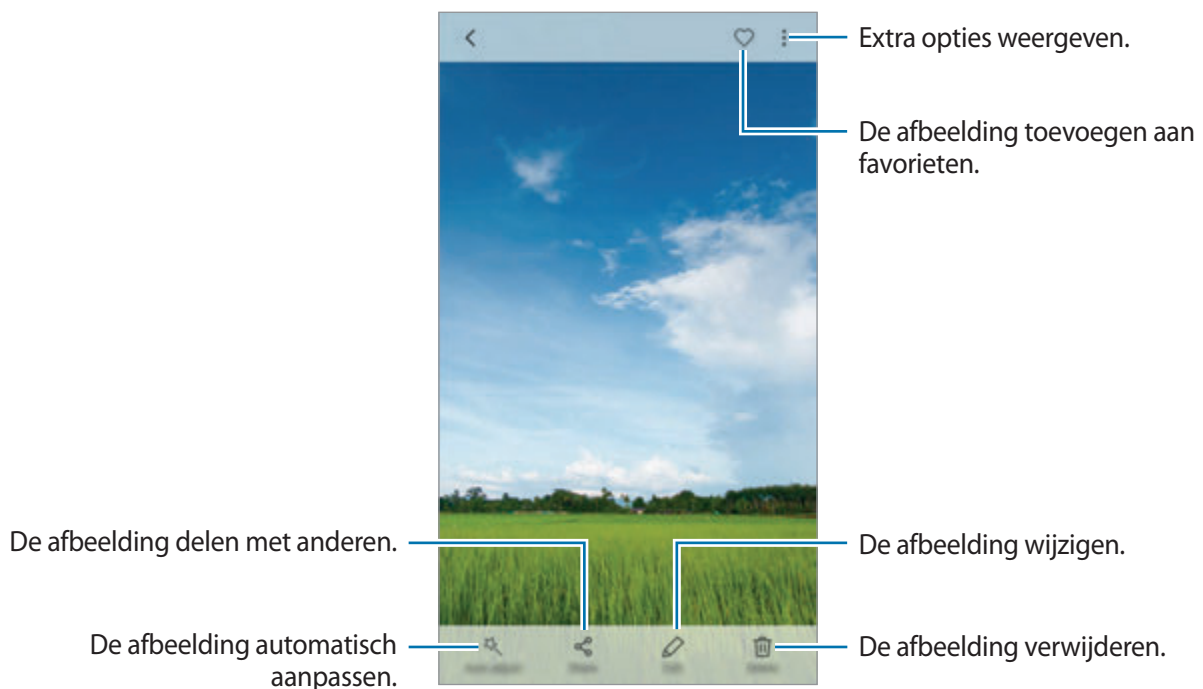 Extra opties weergeven.
De afbeelding toevoegen aan
favorieten.
De afbeelding delen met anderen.
De afbeelding wijzigen.
De afbeelding automatisch
aanpassen.
De afbeelding verwijderen.